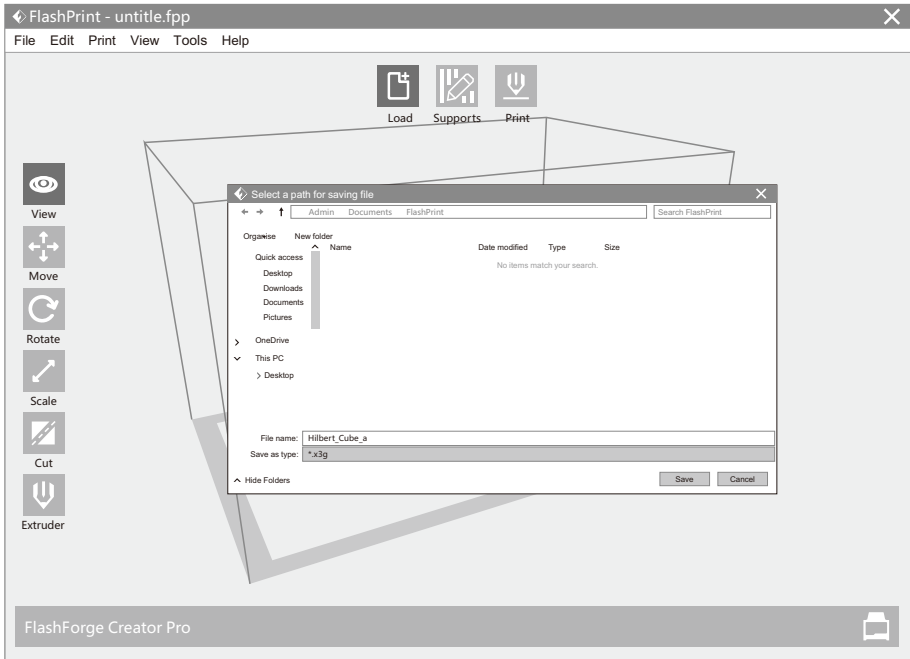 FlashPrint - untitle.fpp
File Edit Print View Tools Help
Load Supports Print
View
Move
Rotate
Scale
Cut
Extruder
Select a path for saving file
Admin Documents FlashPrint Search FlashPrint
Organise New folder
Name Date modified Type Size
No items match your search.
Quick access
Desktop
Downloads
Documents
Pictures
OneDrive
This PC
Desktop
File name: Hilbert_Cube_a
Save as type: *.x3g
Hide Folders Save Cancel
FlashForge Creator Pro